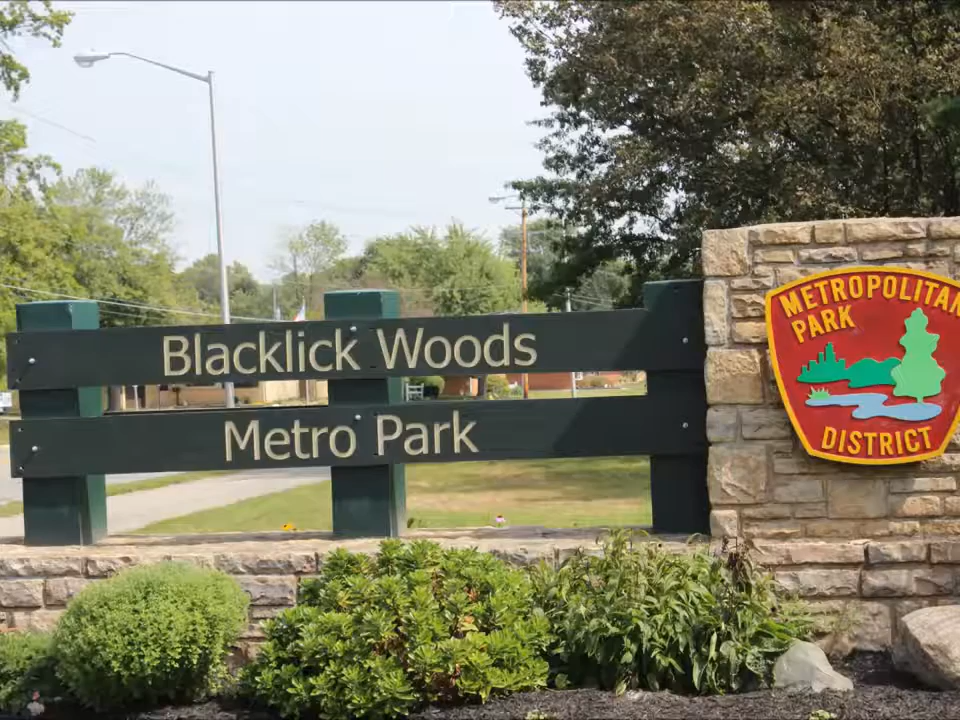 Blacklick Woods
Metro Park
METROPOLITAN
PARK
DISTRICT